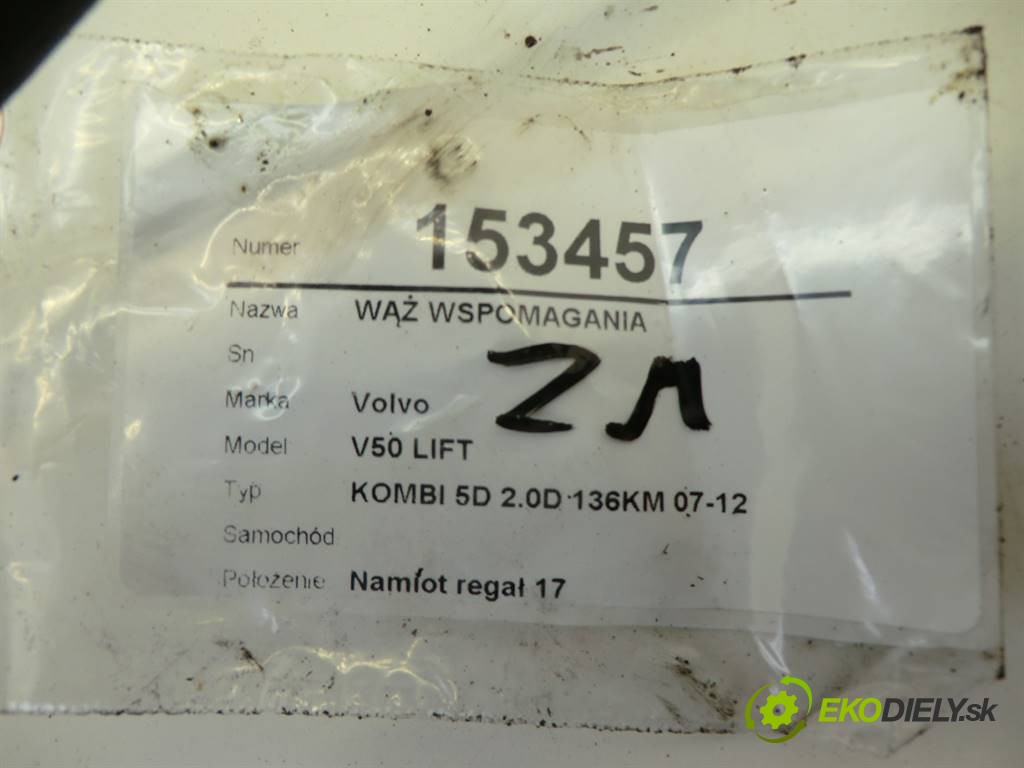 Numer 153457
Nazwa WĄŻ WSPOMAGANIA
Sn
Marka Volvo
Model V50 LIFT
Typ KOMBI 5D 2.0D 136KM 07-12
Samochód
Położenie Namiot regał 17
EKODIELY.sk